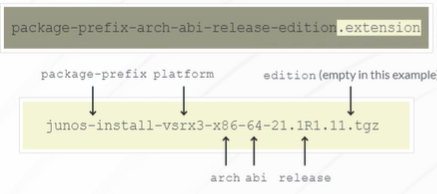 package-prefix-arch-abi-release-edition.extension
package-prefix platform edition (empty in this example)
junos-install-vsrx3-x86-64-21.1R1.11.tgz
arch abi release